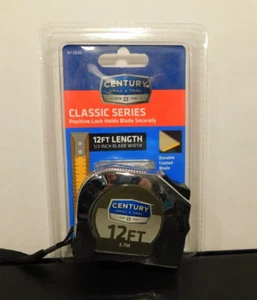 CENTURY
DRILL & TOOL
CLASSIC SERIES
Positive Lock Holds Blade Securely
12FT LENGTH
1/2 INCH BLADE WIDTH
Durable
Coated
Blade
CENTURY
DRILL & TOOL
12FT
3.7M